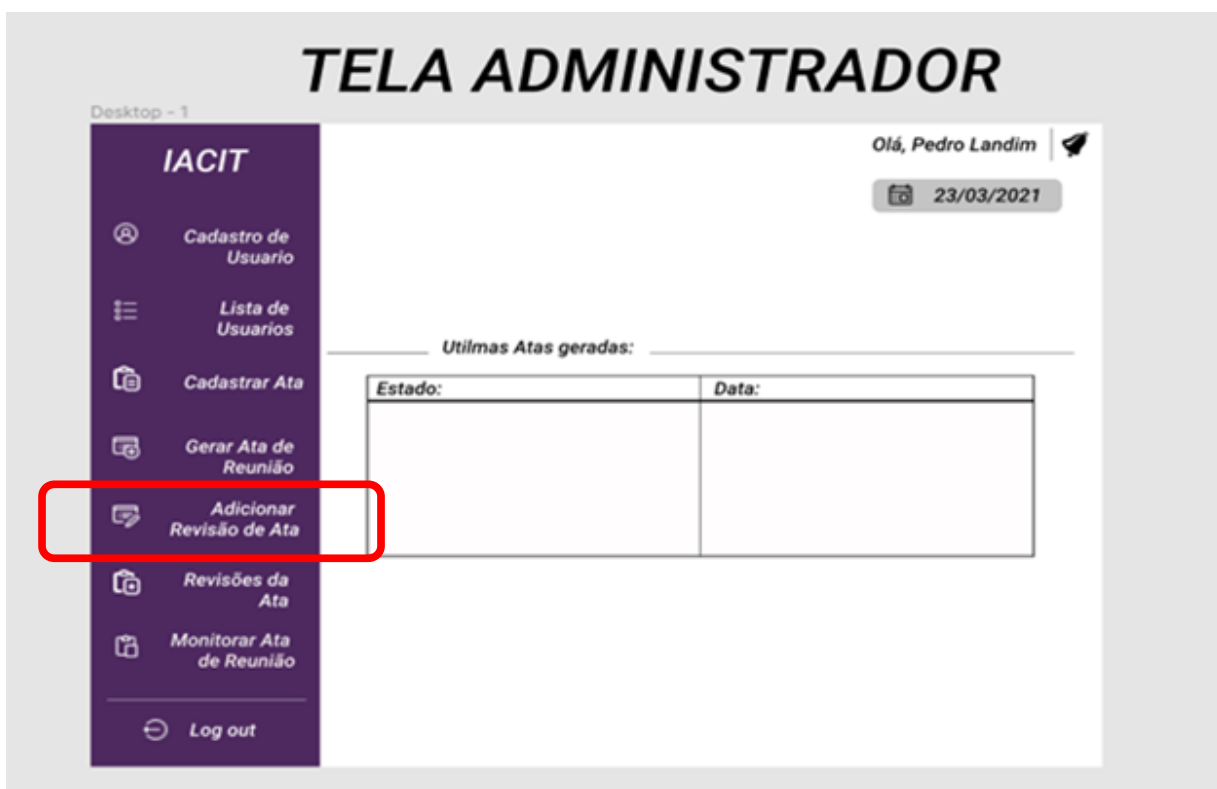 TELA ADMINISTRADOR
Desktop - 1
IACIT
Olá, Pedro Landim
23/03/2021
Cadastro de
Usuario
Lista de
Usuarios
Cadastrar Ata
Gerar Ata de
Reunião
Adicionar
Revisão de Ata
Revisões da
Ata
Monitorar Ata
de Reunião
Log out
Utilmas Atas geradas:
Estado:
Data: